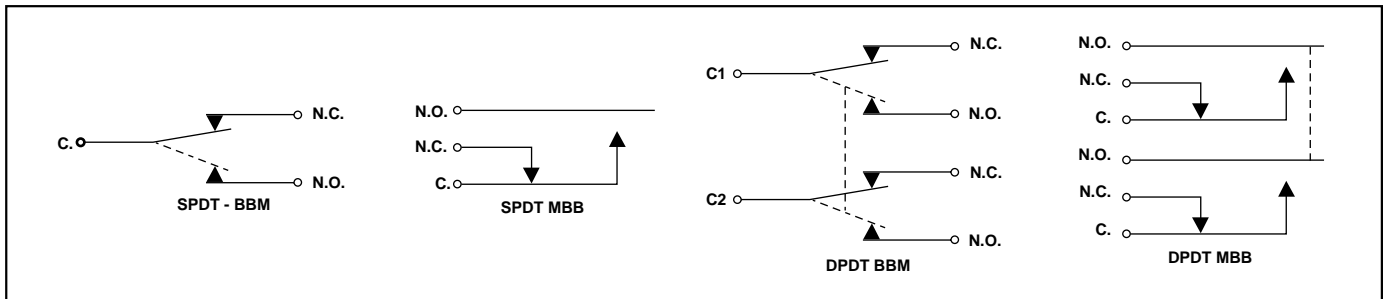 C.
N.C.
N.O.
SPDT - BBM
N.O.
N.C.
C.
SPDT MBB
C1
N.C.
N.O.
C2
N.C.
N.O.
DPDT BBM
N.O.
N.C.
C.
N.O.
N.C.
C.
DPDT MBB